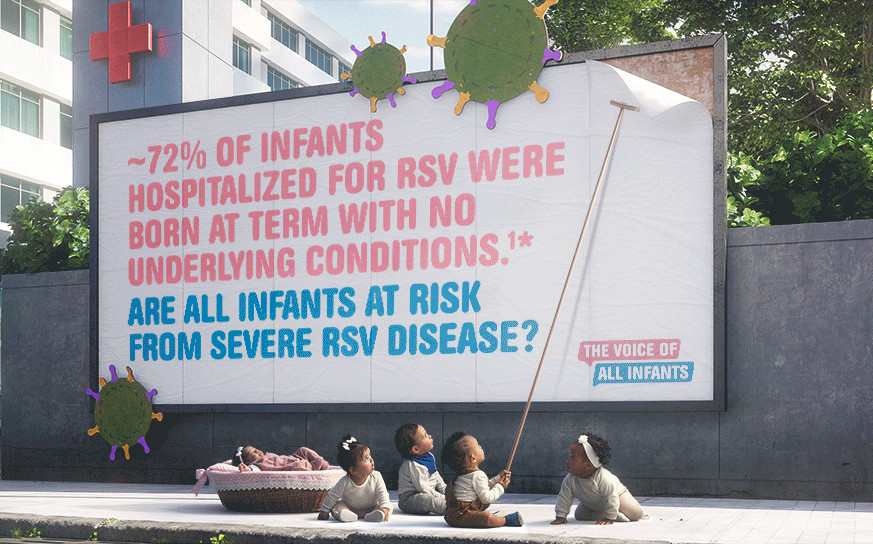 ~72% OF INFANTS
HOSPITALIZED FOR RSV WERE
BORN AT TERM WITH NO
UNDERLYING CONDITIONS.¹*
ARE ALL INFANTS AT RISK
FROM SEVERE RSV DISEASE?
THE VOICE OF
ALL INFANTS